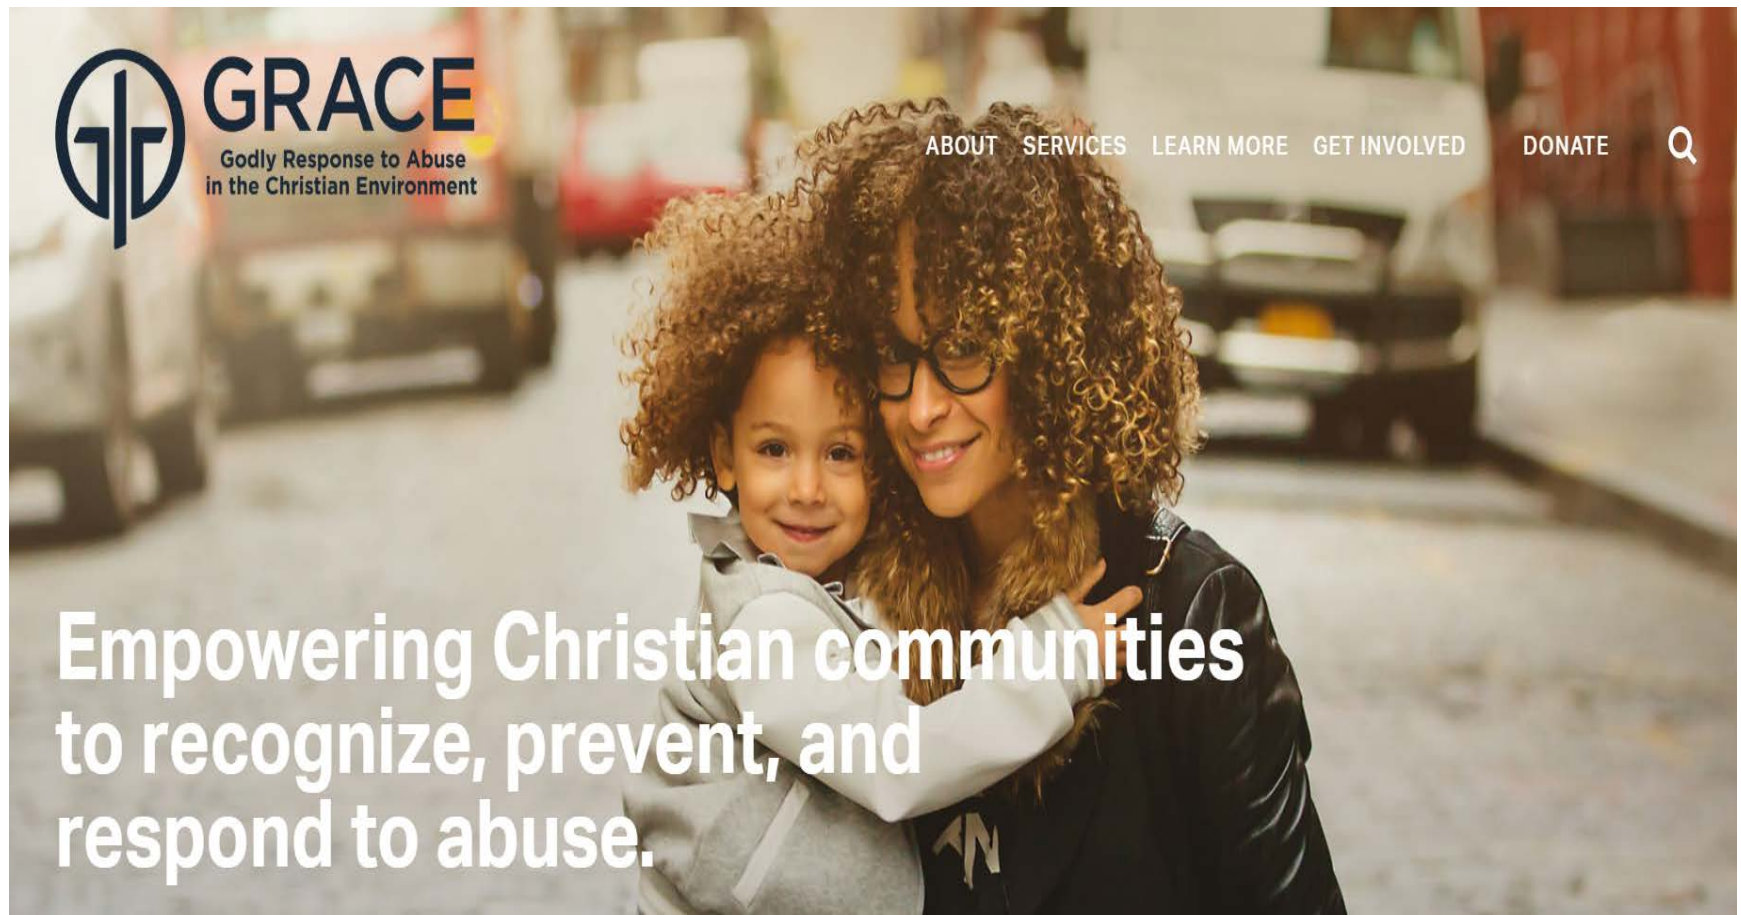 GRACE
Godly Response to Abuse
in the Christian Environment
ABOUT SERVICES LEARN MORE GET INVOLVED DONATE
Empowering Christian communities
to recognize, prevent, and
respond to abuse.